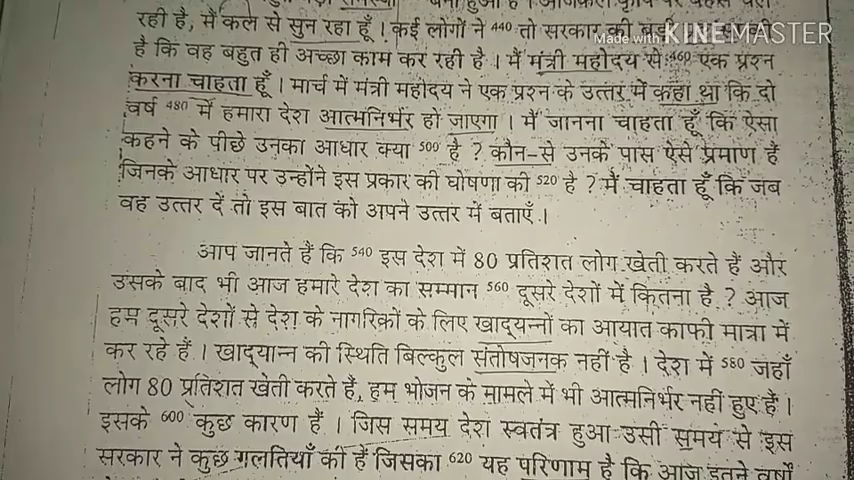 बना हुआ है । आजकल कृषि पर बहस चल
रही है, मैं कल से सुन रहा हूँ । कई लोगों ने 440 तो सरकार की
Made with KINEMASTER
है कि वह बहुत ही अच्छा काम कर रही है । मैं मंत्री महोदय से 460 एक प्रश्न
करना चाहता हूँ । मार्च में मंत्री महोदय ने एक प्रश्न के उत्तर में कहा था कि दो
वर्ष 480 में हमारा देश आत्मनिर्भर हो जाएगा । मैं जानना चाहता हूँ कि ऐसा
कहने के पीछे उनका आधार क्या 500 है ? कौन-से उनके पास ऐसे प्रमाण हैं
जिनके आधार पर उन्होंने इस प्रकार की घोषणा की 520 है ? मैं चाहता हूँ कि जब
वह उत्तर दें तो इस बात को अपने उत्तर में बताएँ ।
आप जानते हैं कि 540 इस देश में 80 प्रतिशत लोग खेती करते हैं और
उसके बाद भी आज हमारे देश का सम्मान 560 दूसरे देशों में कितना है ? आज
हम दूसरे देशों से देश के नागरिकों के लिए खाद्यन्नों का आयात काफी मात्रा में
कर रहे हैं । खाद्यान्न की स्थिति बिल्कुल संतोषजनक नहीं है । देश में 580 जहाँ
लोग 80 प्रतिशत खेती करते हैं, हम भोजन के मामले में भी आत्मनिर्भर नहीं हुए हैं ।
इसके 600 कुछ कारण हैं । जिस समय देश स्वतंत्र हुआ उसी समय से इस
सरकार ने कुछ गलतियाँ की हैं जिसका 620 यह परिणाम है कि आज इतने वर्षों